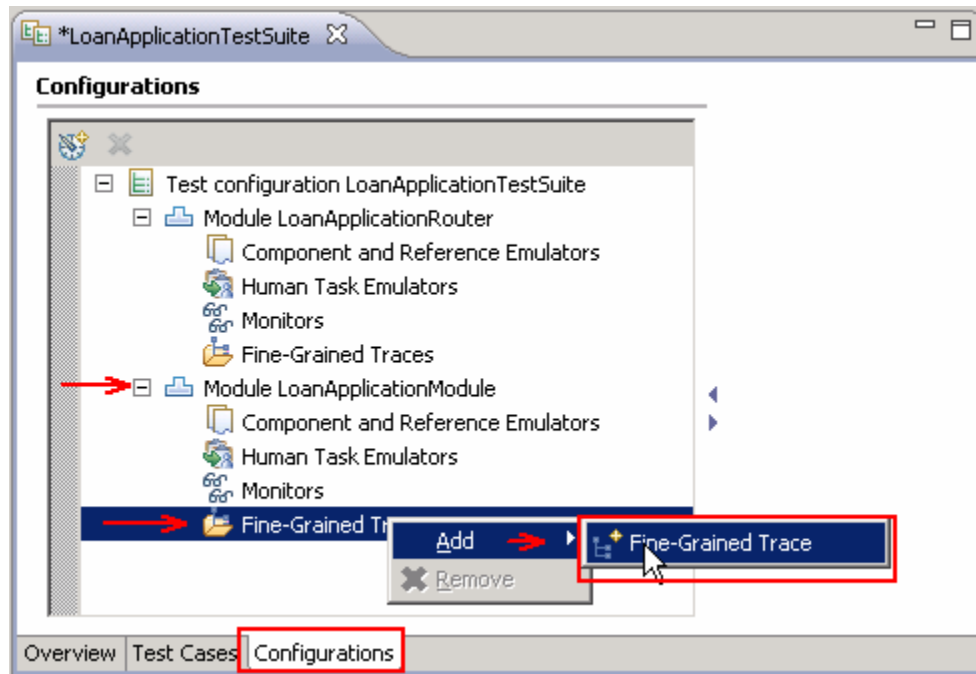 *LoanApplicationTestSuite
Configurations
Test configuration LoanApplicationTestSuite
Module LoanApplicationRouter
Component and Reference Emulators
Human Task Emulators
Monitors
Fine-Grained Traces
Module LoanApplicationModule
Component and Reference Emulators
Human Task Emulators
Monitors
Fine-Grained Tr
Add
Fine-Grained Trace
Remove
Overview Test Cases Configurations